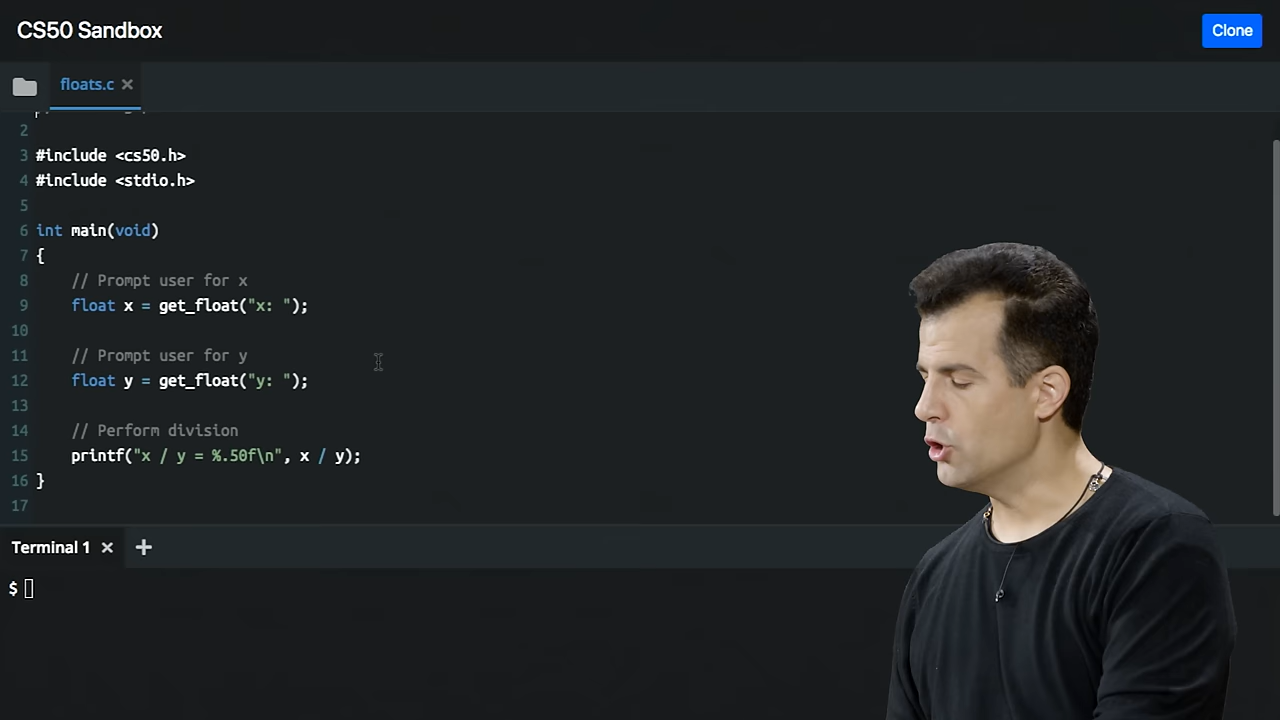 CS50 Sandbox
Clone
floats.c
2
3 #include <cs50.h>
4 #include <stdio.h>
5
6 int main(void)
7 {
8 // Prompt user for x
9 float x = get_float("x: ");
10
11 // Prompt user for y
12 float y = get_float("y: ");
13
14 // Perform division
15 printf("x / y = %.50f\n", x / y);
16 }
17
Terminal 1
$